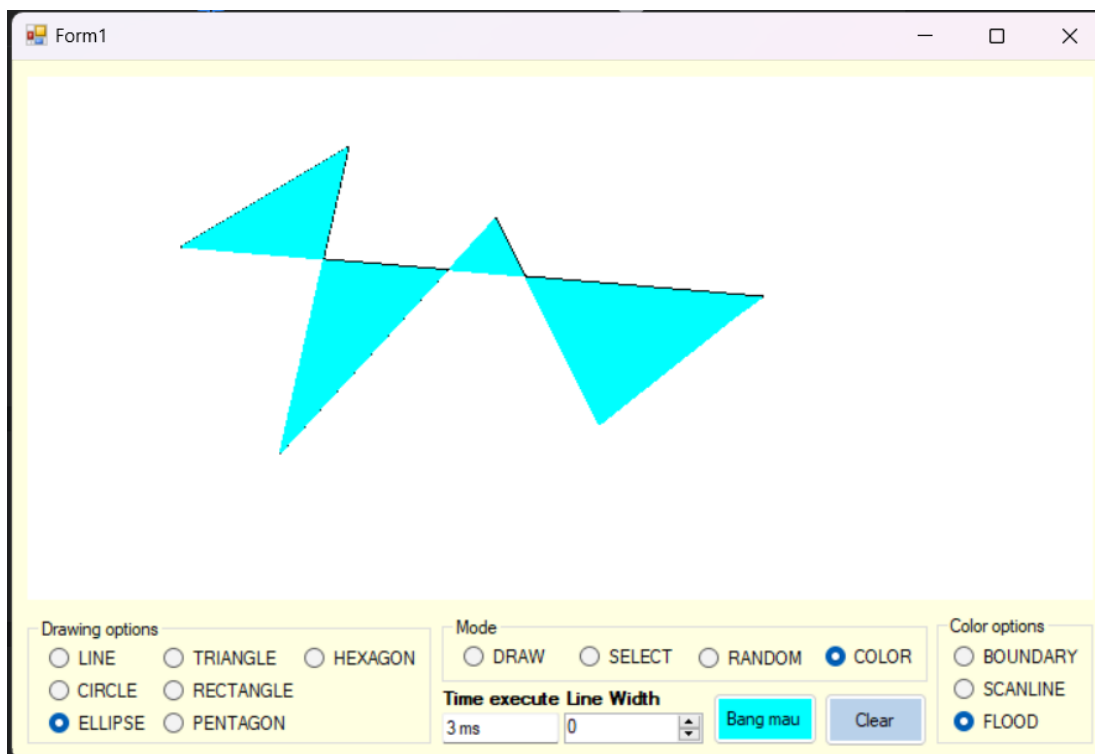 Form1
Drawing options
LINE TRIANGLE HEXAGON
CIRCLE RECTANGLE
ELLIPSE PENTAGON
Mode
DRAW SELECT RANDOM COLOR
Time execute Line Width
3 ms 0 Bang mau Clear
Color options
BOUNDARY
SCANLINE
FLOOD